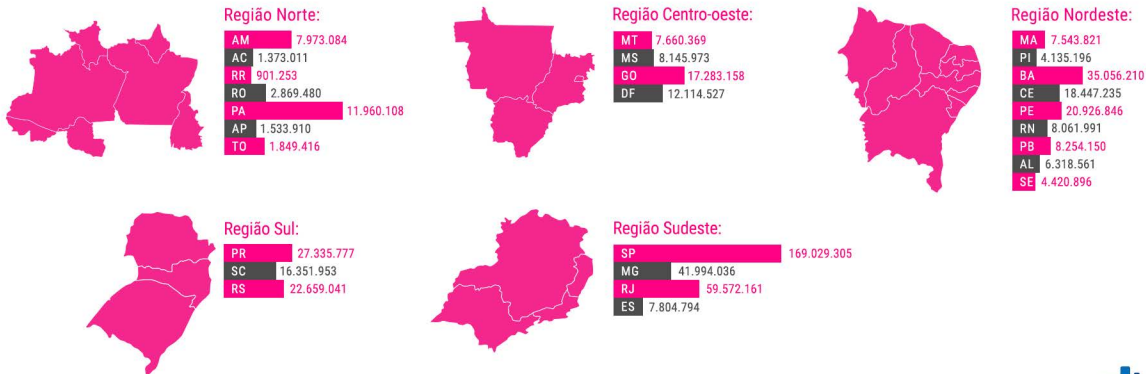 Região Norte:
AM 7.973.084
AC 1.373.011
RR 901.253
RO 2.869.480
PA 11.960.108
AP 1.533.910
TO 1.849.416
Região Centro-oeste:
MT 7.660.369
MS 8.145.973
GO 17.283.158
DF 12.114.527
Região Nordeste:
MA 7.543.821
PI 4.135.196
BA 35.056.210
CE 18.447.235
PE 20.926.846
RN 8.061.991
PB 8.254.150
AL 6.318.561
SE 4.420.896
Região Sul:
PR 27.335.777
SC 16.351.953
RS 22.659.041
Região Sudeste:
SP 169.029.305
MG 41.994.036
RJ 59.572.161
ES 7.804.794